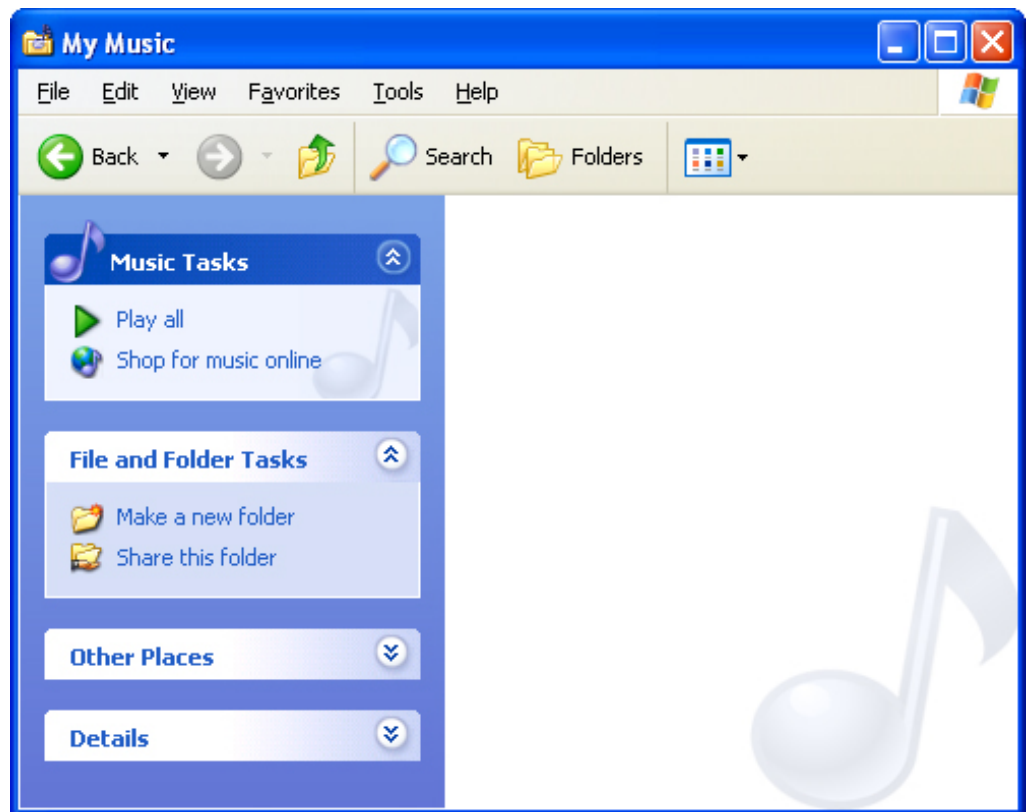 My Music
File Edit View Favorites Tools Help
Back Search Folders
Music Tasks
Play all
Shop for music online
File and Folder Tasks
Make a new folder
Share this folder
Other Places
Details